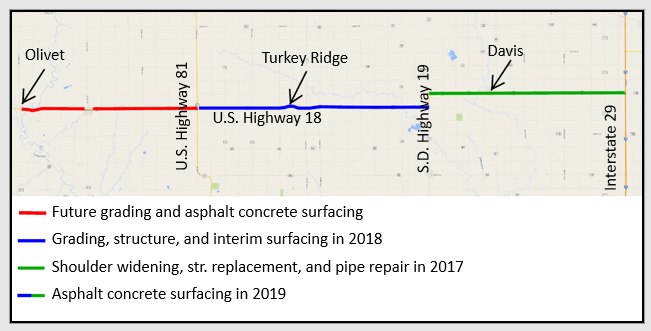 Olivet
U.S. Highway 81
Turkey Ridge
U.S. Highway 18
S.D. Highway 19
Davis
Interstate 29
Future grading and asphalt concrete surfacing
Grading, structure, and interim surfacing in 2018
Shoulder widening, str. replacement, and pipe repair in 2017
Asphalt concrete surfacing in 2019